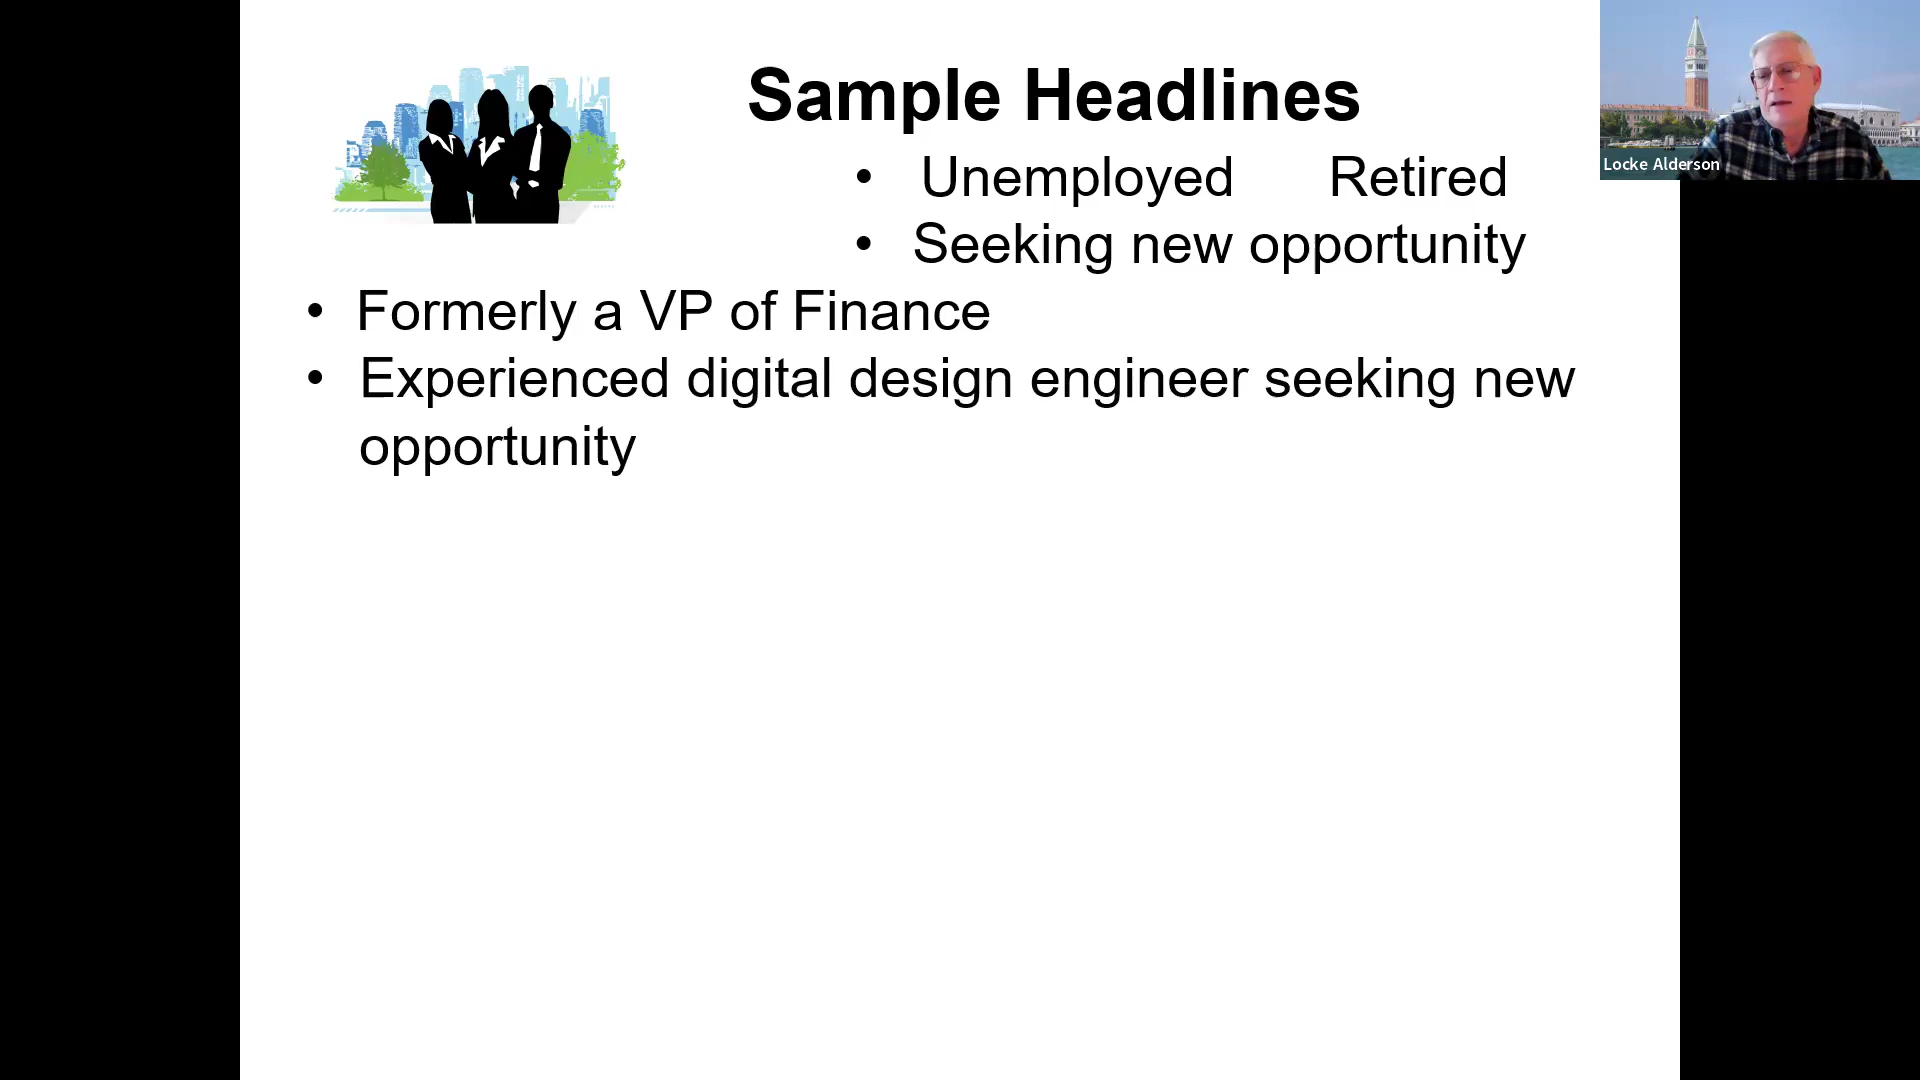 Sample Headlines
• Unemployed Retired
• Seeking new opportunity
• Formerly a VP of Finance
• Experienced digital design engineer seeking new
opportunity
Locke Alderson